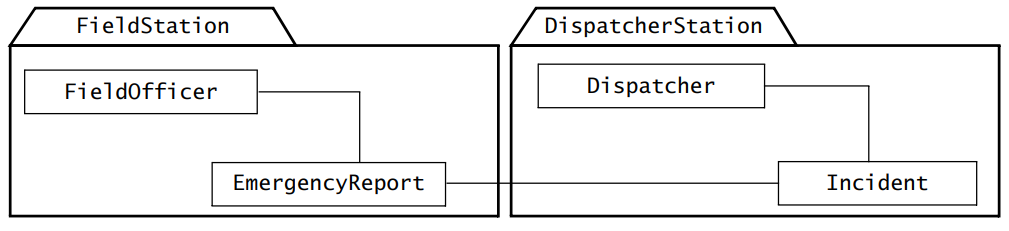 FieldStation
DispatcherStation
FieldOfficer
Dispatcher
EmergencyReport
Incident